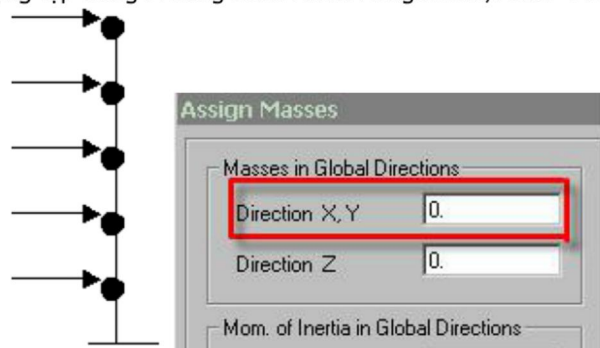 Assign Masses
Masses in Global Directions
Direction X, Y 0.
Direction Z 0.
Mom. of Inertia in Global Directions